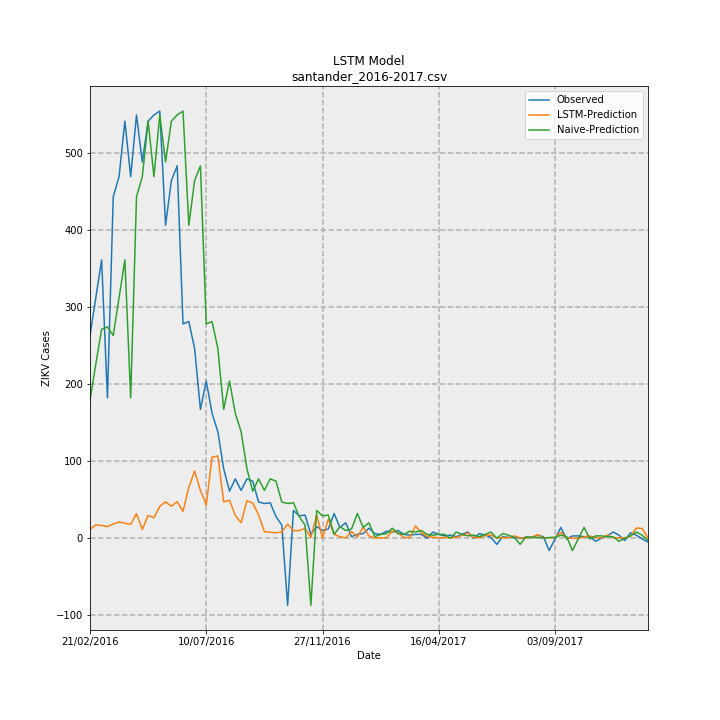 LSTM Model
santander_2016-2017.csv
Observed
LSTM-Prediction
Naive-Prediction
ZIKV Cases
500
400
300
200
100
0
−100
21/02/2016 10/07/2016 27/11/2016 16/04/2017 03/09/2017
Date